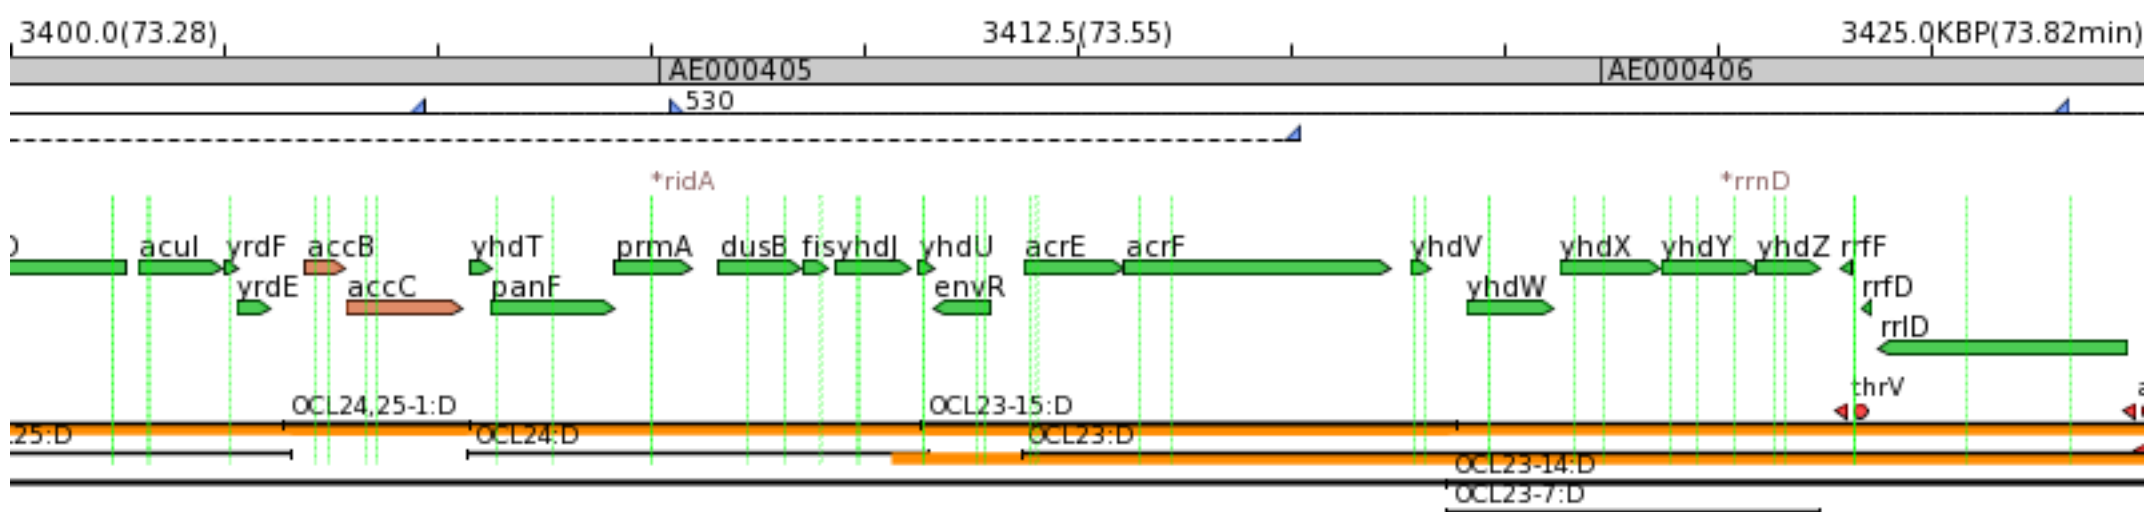 3400.0(73.28) 3412.5(73.55) 3425.0KBP(73.82min)
AE000405 AE000406
530
*ridA *rrnD
D acuI yrdF accB yhdT prmA dusB fis yhdJ yhdU acrE acrF yhdV yhdX yhdY yhdZ rrfF
yrdE accC panF envR yhdW rrfD
rrlD
thrV a
OCL24,25-1:D OCL23-15:D
.25:D OCL24:D OCL23:D
OCL23-14:D
OCL23-7:D